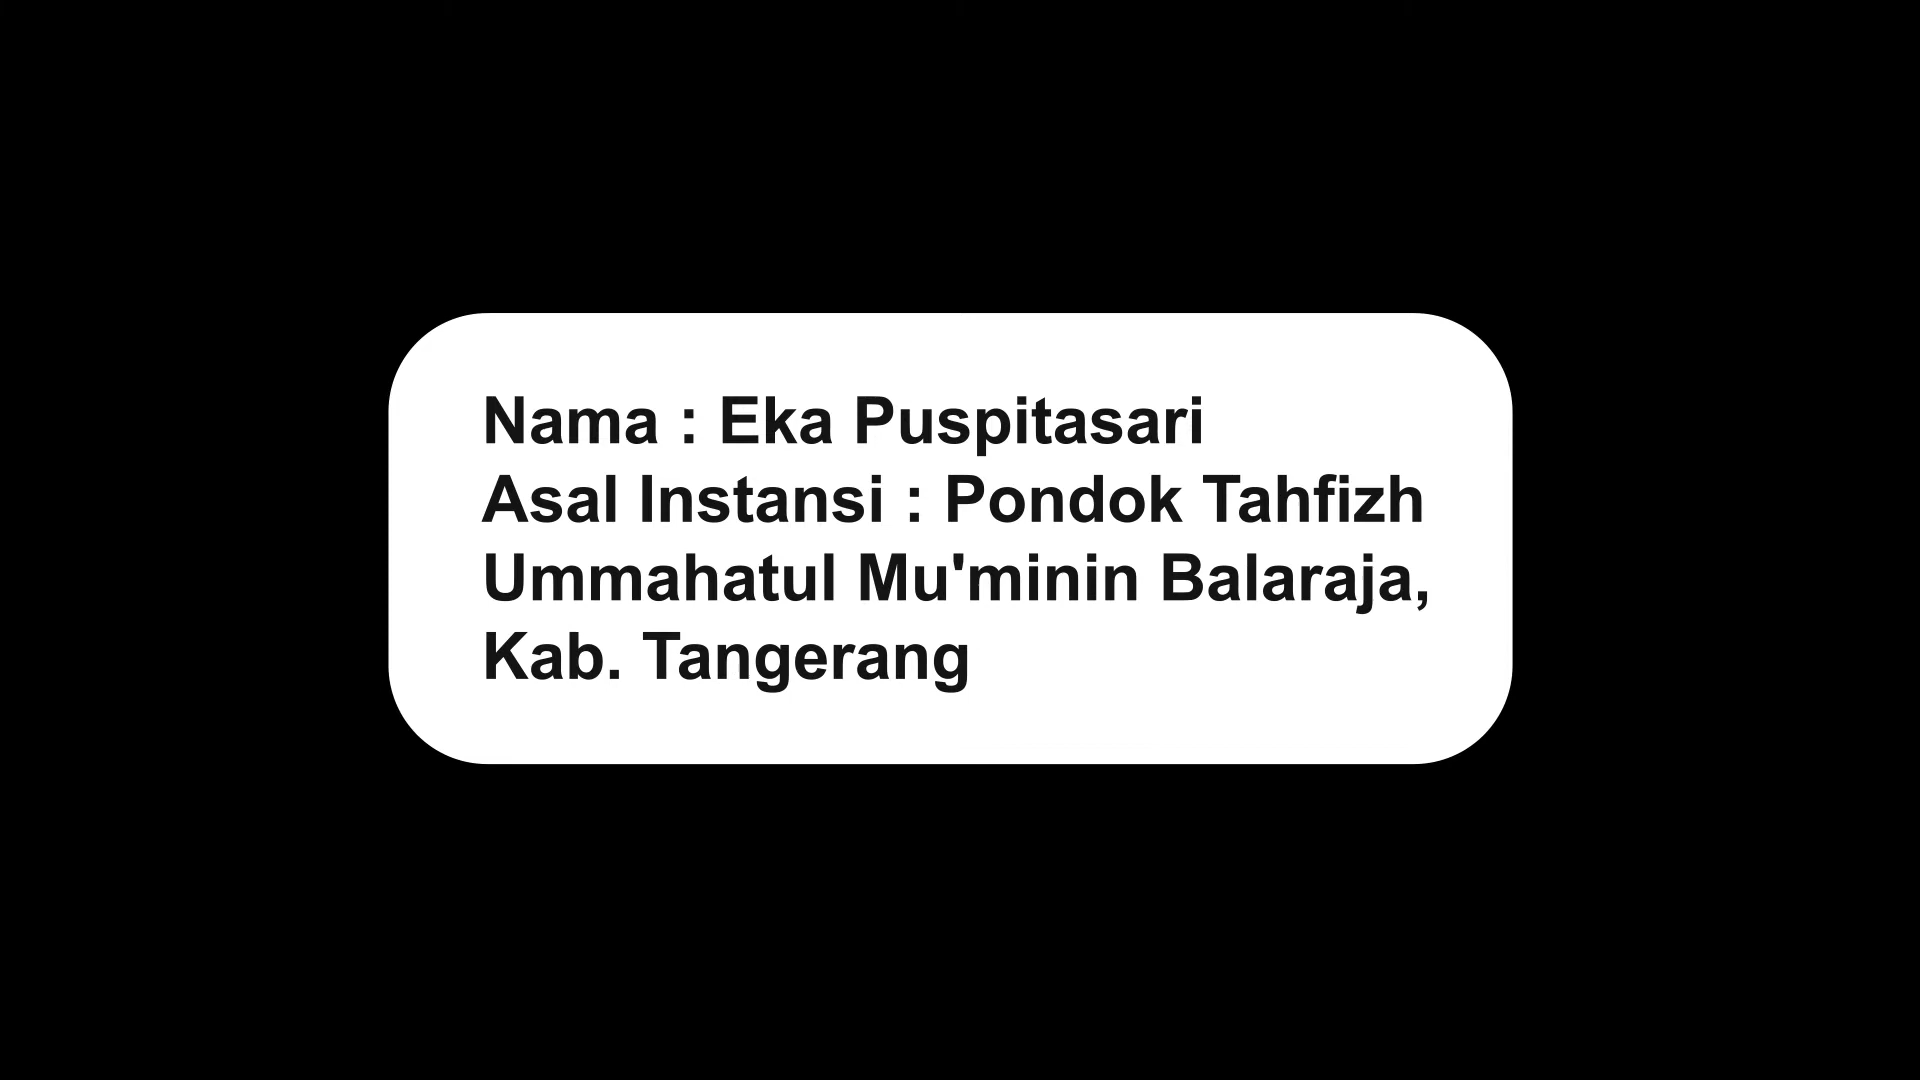 Nama : Eka Puspitasari
Asal Instansi : Pondok Tahfizh
Ummahatul Mu'minin Balaraja,
Kab. Tangerang